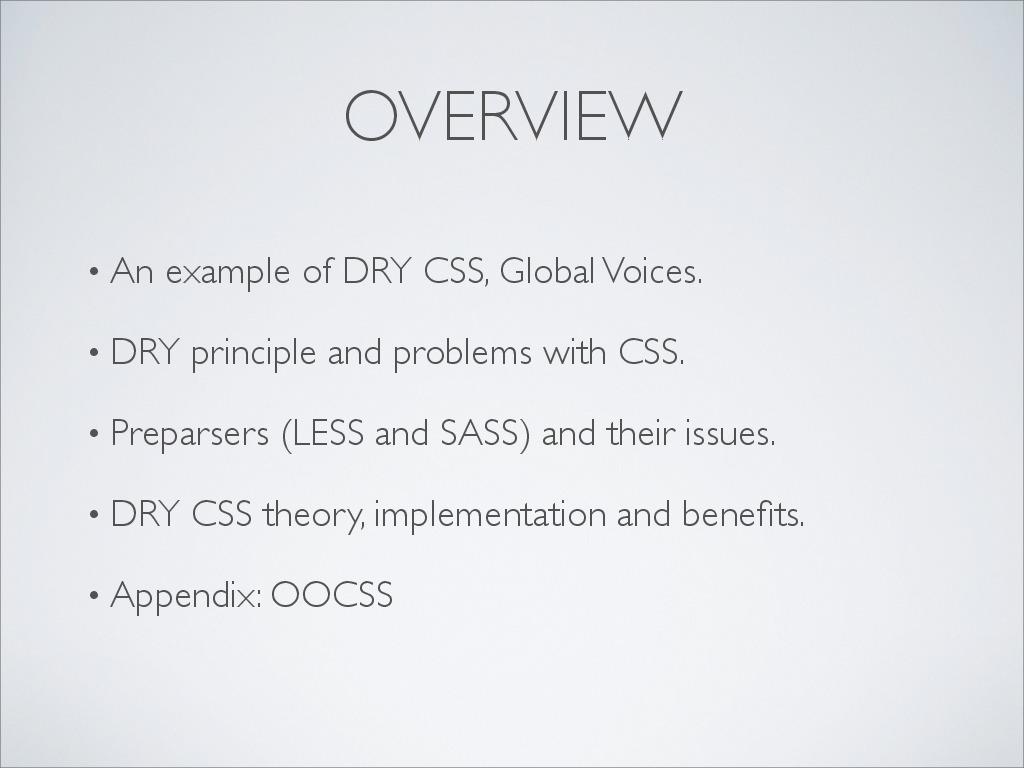 OVERVIEW
• An example of DRY CSS, Global Voices.
• DRY principle and problems with CSS.
• Preparsers (LESS and SASS) and their issues.
• DRY CSS theory, implementation and benefits.
• Appendix: OOCSS